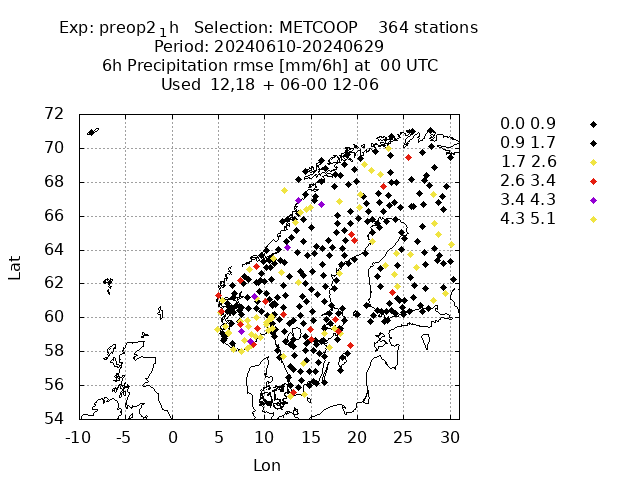 Exp: preop2 1h Selection: METCOOP 364 stations
Period: 20240610-20240629
6h Precipitation rmse [mm/6h] at 00 UTC
Used 12,18 + 06-00 12-06
72
70
68
66
64
62
60
58
56
54
Lat
-10 -5 0 5 10 15 20 25 30
Lon
0.0 0.9
0.9 1.7
1.7 2.6
2.6 3.4
3.4 4.3
4.3 5.1